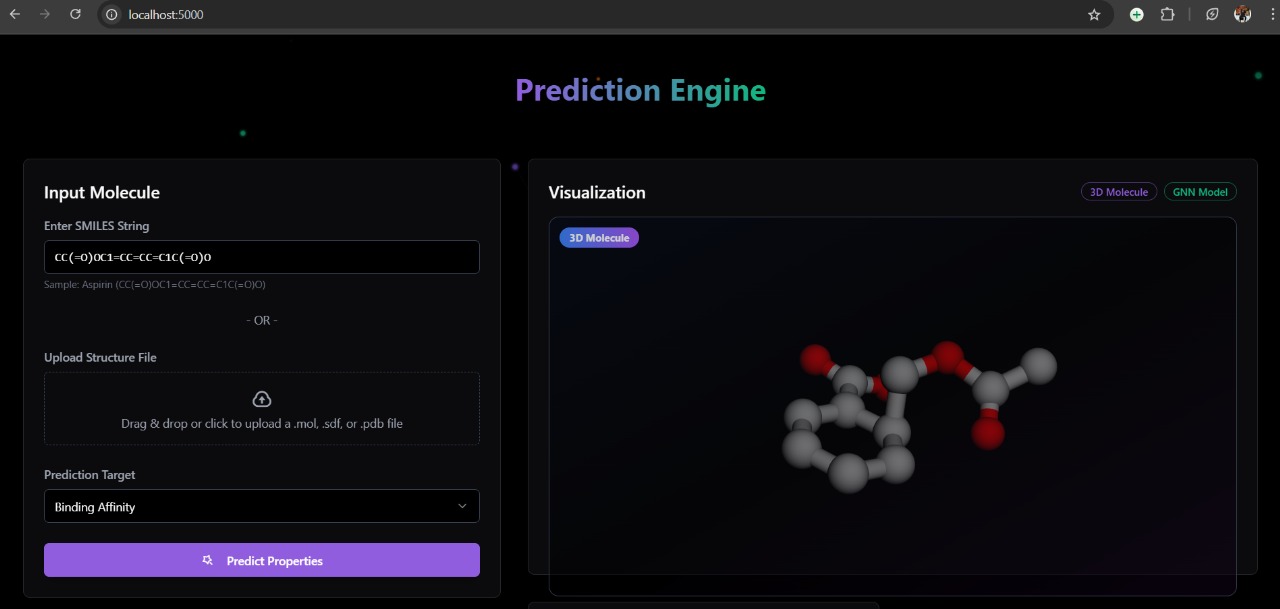 localhost:5000
Prediction Engine
Input Molecule
Enter SMILES String
CC(=O)OC1=CC=CC=C1C(=O)O
Sample: Aspirin (CC(=O)OC1=CC=CC=C1C(=O)O)
- OR -
Upload Structure File
Drag & drop or click to upload a .mol, .sdf, or .pdb file
Prediction Target
Binding Affinity
Predict Properties
Visualization
3D Molecule
GNN Model
3D Molecule